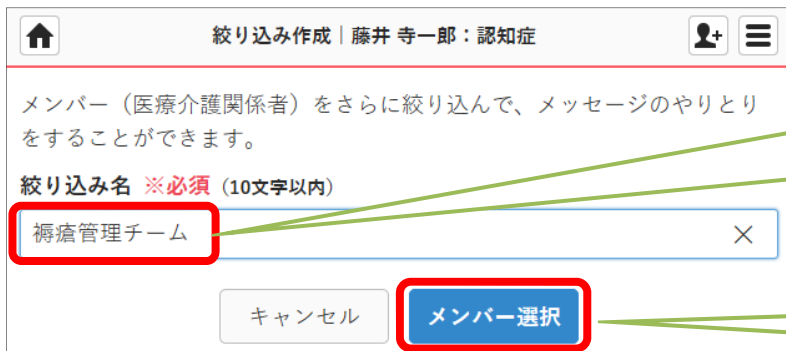 絞り込み作成｜藤井 寺一郎：認知症
メンバー（医療介護関係者）をさらに絞り込んで、メッセージのやりとり
をすることができます。
絞り込み名 ※必須（10文字以内）
褥瘡管理チーム
キャンセル
メンバー選択